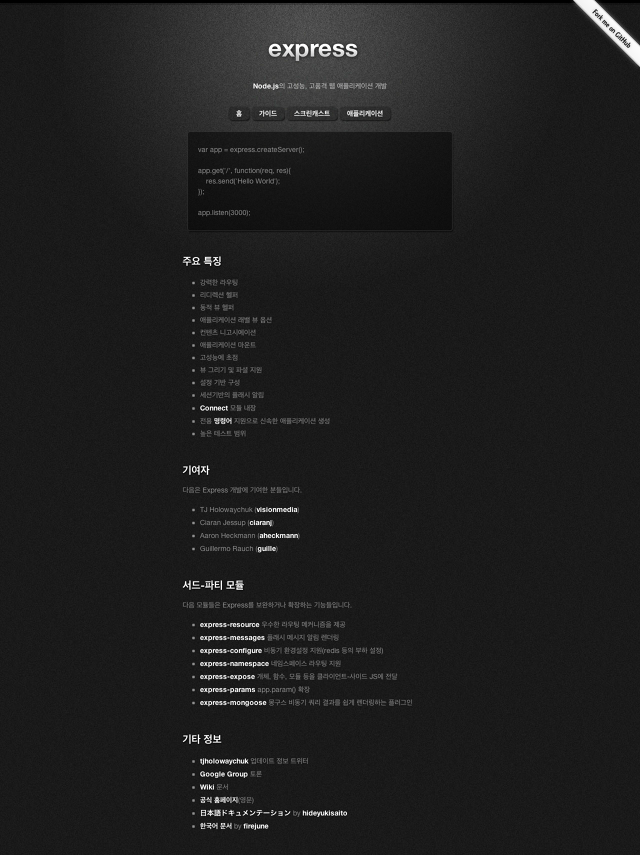 Fork me on GitHub
express
Node.js의 고성능, 고품격 웹 애플리케이션 개발
홈 가이드 스크린캐스트 애플리케이션
var app = express.createServer();
app.get('/', function(req, res){
res.send('Hello World');
});
app.listen(3000);
주요 특징
강력한 라우팅
리디렉션 헬퍼
동적 뷰 헬퍼
애플리케이션 레벨 뷰 옵션
컨텐츠 니고시에이션
애플리케이션 마운트
고성능에 초점
뷰 그리기 및 파셜 지원
설정 기반 구성
세션기반의 플래시 알림
Connect 모듈 내장
전용 명령어 지원으로 신속한 애플리케이션 생성
높은 테스트 범위
기여자
다음은 Express 개발에 기여한 분들입니다.
TJ Holowaychuk (visionmedia)
Ciaran Jessup (ciaranj)
Aaron Heckmann (aheckmann)
Guillermo Rauch (guille)
서드-파티 모듈
다음 모듈들은 Express를 보완하거나 확장하는 기능들입니다.
express-resource 우수한 라우팅 메커니즘을 제공
express-messages 플래시 메시지 알림 렌더링
express-configure 비동기 환경설정 지원(redis 등의 부하 설정)
express-namespace 네임스페이스 라우팅 지원
express-expose 개체, 함수, 모듈 등을 클라이언트-사이드 JS에 전달
express-params app.param() 확장
express-mongoose 몽구스 비동기 쿼리 결과를 쉽게 렌더링하는 플러그인
기타 정보
tjholowaychuk 업데이트 정보 트위터
Google Group 토론
Wiki 문서
공식 홈페이지(영문)
日本語ドキュメンテーション by hideyukisaito
한국어 문서 by firejune